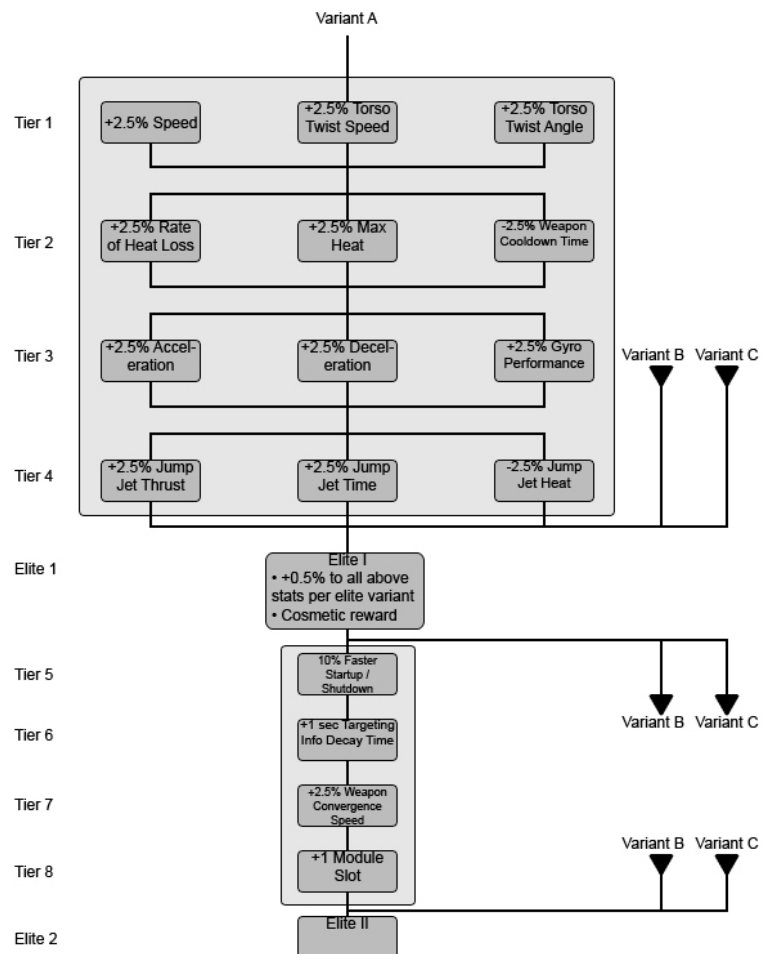 Variant A
Tier 1
+2.5% Speed
+2.5% Torso
Twist Speed
+2.5% Torso
Twist Angle
Tier 2
+2.5% Rate
of Heat Loss
+2.5% Max
Heat
-2.5% Weapon
Cooldown Time
Tier 3
+2.5% Accel-
eration
+2.5% Decel-
eration
+2.5% Gyro
Performance
Variant B
Variant C
Tier 4
+2.5% Jump
Jet Thrust
+2.5% Jump
Jet Time
-2.5% Jump
Jet Heat
Elite 1
Elite I
• +0.5% to all above
stats per elite variant
• Cosmetic reward
Tier 5
10% Faster
Startup /
Shutdown
Variant B
Variant C
Tier 6
+1 sec Targeting
Info Decay Time
Tier 7
+2.5% Weapon
Convergence
Speed
Variant B
Variant C
Tier 8
+1 Module
Slot
Elite 2
Elite II